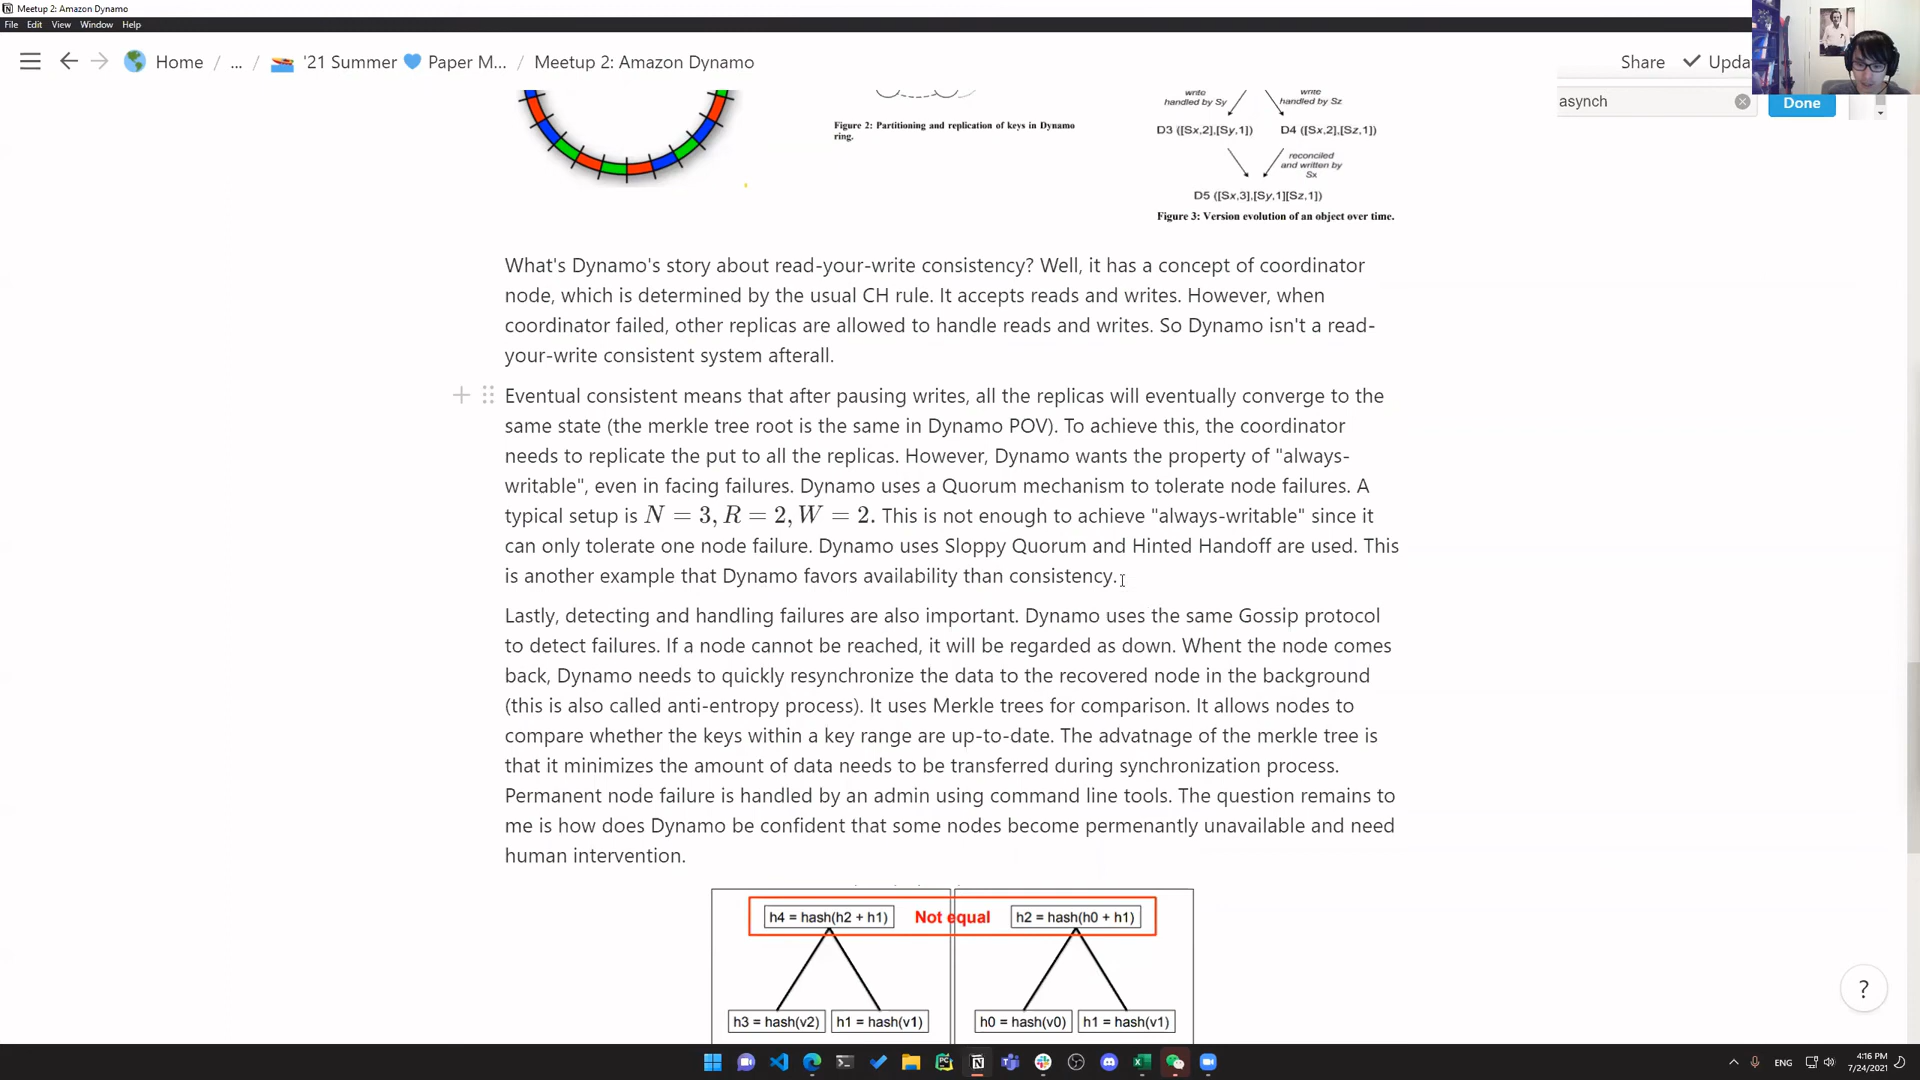 Meetup 2: Amazon Dynamo
File Edit View Window Help
Home / ... / '21 Summer 💙 Paper M... / Meetup 2: Amazon Dynamo
Share
asynch
Done
write
handled by Sy
write
handled by Sz
Figure 2: Partitioning and replication of keys in Dynamo
ring.
D3 ([Sx,2],[Sy,1])
D4 ([Sx,2],[Sz,1])
reconciled
and written by
Sx
D5 ([Sx,3],[Sy,1][Sz,1])
Figure 3: Version evolution of an object over time.
What's Dynamo's story about read-your-write consistency? Well, it has a concept of coordinator
node, which is determined by the usual CH rule. It accepts reads and writes. However, when
coordinator failed, other replicas are allowed to handle reads and writes. So Dynamo isn't a read-
your-write consistent system afterall.
Eventual consistent means that after pausing writes, all the replicas will eventually converge to the
same state (the merkle tree root is the same in Dynamo POV). To achieve this, the coordinator
needs to replicate the put to all the replicas. However, Dynamo wants the property of "always-
writable", even in facing failures. Dynamo uses a Quorum mechanism to tolerate node failures. A
typical setup is N = 3, R = 2, W = 2. This is not enough to achieve "always-writable" since it
can only tolerate one node failure. Dynamo uses Sloppy Quorum and Hinted Handoff are used. This
is another example that Dynamo favors availability than consistency.
Lastly, detecting and handling failures are also important. Dynamo uses the same Gossip protocol
to detect failures. If a node cannot be reached, it will be regarded as down. Whent the node comes
back, Dynamo needs to quickly resynchronize the data to the recovered node in the background
(this is also called anti-entropy process). It uses Merkle trees for comparison. It allows nodes to
compare whether the keys within a key range are up-to-date. The advatnage of the merkle tree is
that it minimizes the amount of data needs to be transferred during synchronization process.
Permanent node failure is handled by an admin using command line tools. The question remains to
me is how does Dynamo be confident that some nodes become permenantly unavailable and need
human intervention.
h4 = hash(h2 + h1)
Not equal
h2 = hash(h0 + h1)
h3 = hash(v2)
h1 = hash(v1)
h0 = hash(v0)
h1 = hash(v1)
?
ENG
4:16 PM
7/24/2021